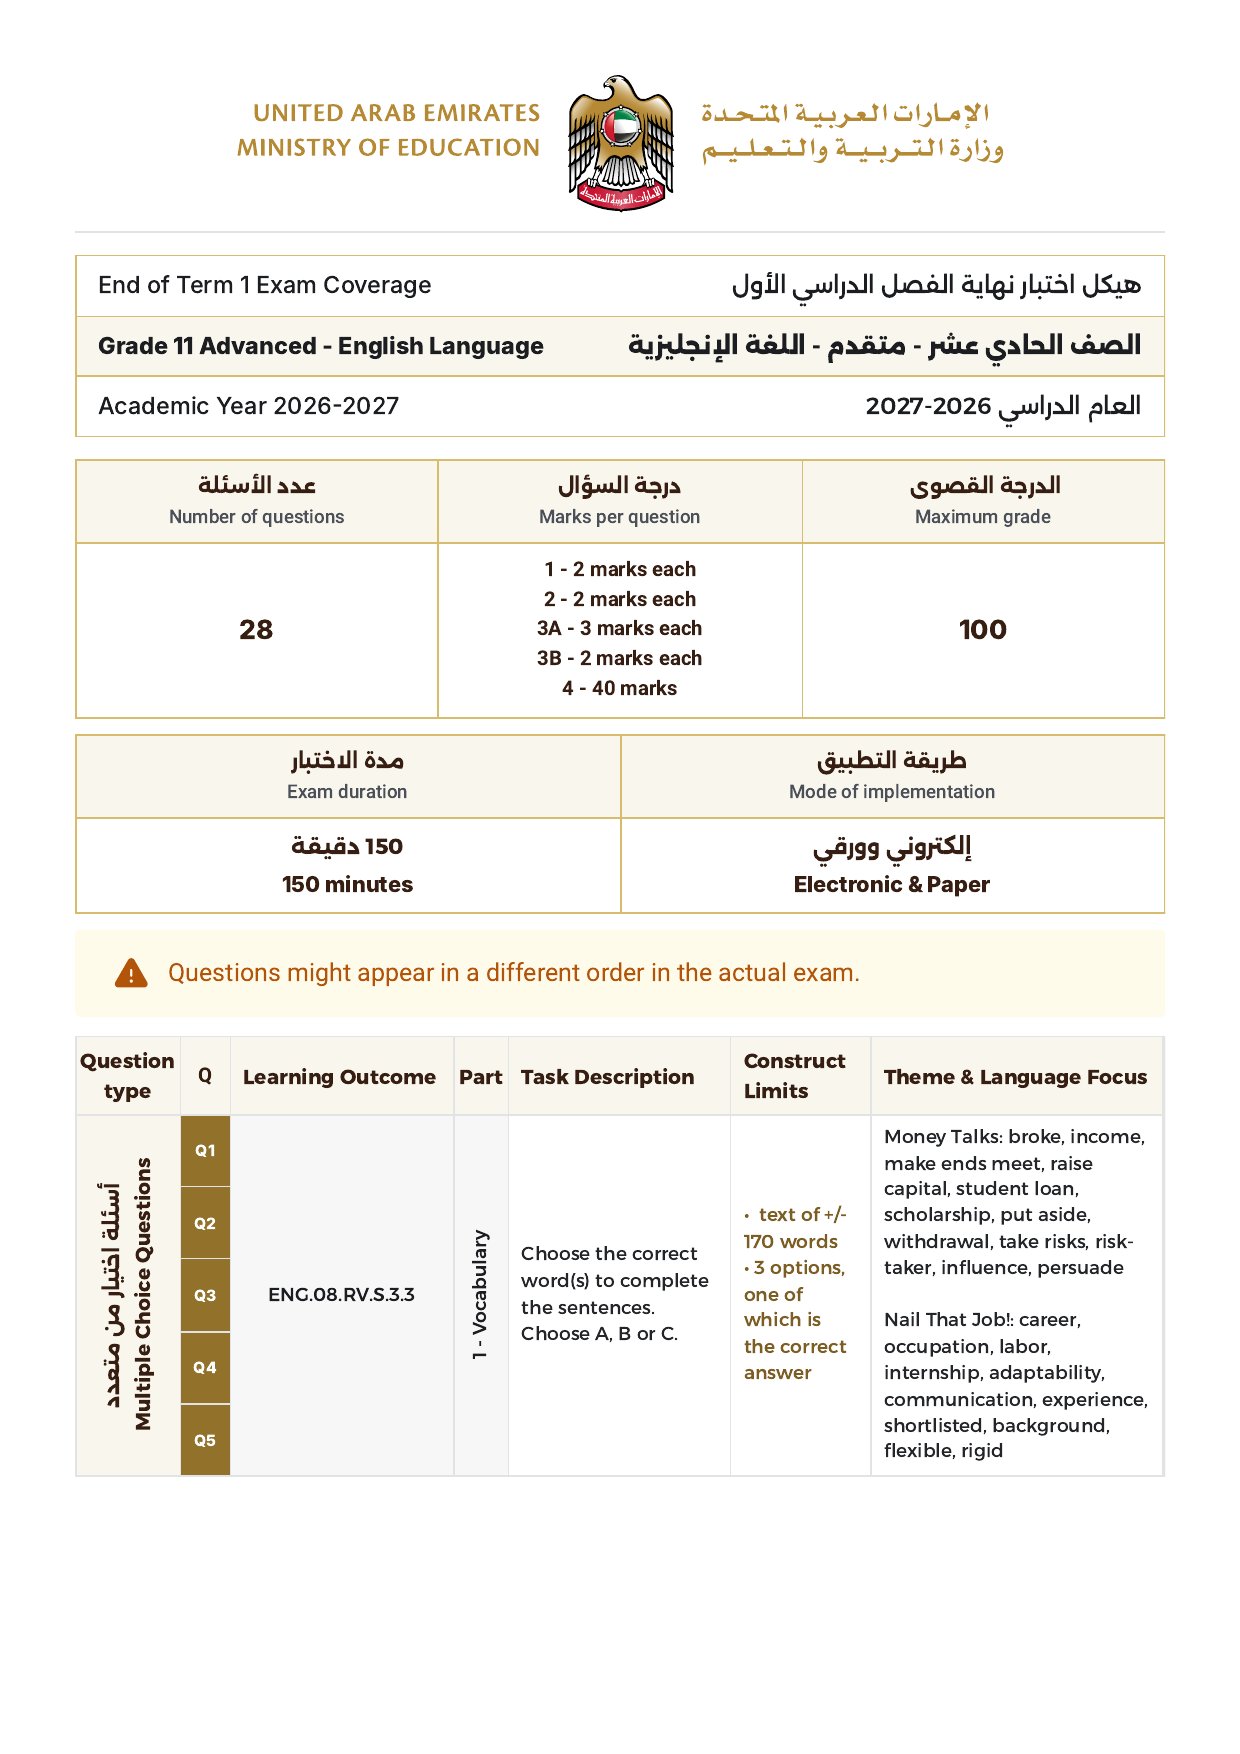 UNITED ARAB EMIRATES
MINISTRY OF EDUCATION
الإمارات العربية المتحدة
وزارة التربية والتعليم
الإمارات العربية المتحدة
End of Term 1 Exam Coverage
هيكل اختبار نهاية الفصل الدراسي الأول
Grade 11 Advanced - English Language
الصف الحادي عشر - متقدم - اللغة الإنجليزية
Academic Year 2026-2027
العام الدراسي 2026-2027
عدد الأسئلة
Number of questions
درجة السؤال
Marks per question
الدرجة القصوى
Maximum grade
28
1 - 2 marks each
2 - 2 marks each
3A - 3 marks each
3B - 2 marks each
4 - 40 marks
100
مدة الاختبار
Exam duration
طريقة التطبيق
Mode of implementation
150 دقيقة
150 minutes
إلكتروني وورقي
Electronic & Paper
Questions might appear in a different order in the actual exam.
Question
type
Q
Learning Outcome
Part
Task Description
Construct
Limits
Theme & Language Focus
أسئلة اختيار من متعدد
Multiple Choice Questions
Q1
Q2
Q3
Q4
Q5
ENG.08.RV.S.3.3
1 - Vocabulary
Choose the correct
word(s) to complete
the sentences.
Choose A, B or C.
• text of +/-
170 words
• 3 options,
one of
which is
the correct
answer
Money Talks: broke, income,
make ends meet, raise
capital, student loan,
scholarship, put aside,
withdrawal, take risks, risk-
taker, influence, persuade
Nail That Job!: career,
occupation, labor,
internship, adaptability,
communication, experience,
shortlisted, background,
flexible, rigid